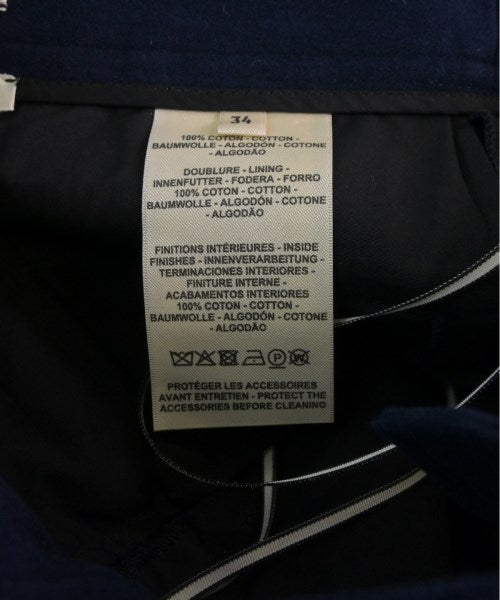 34
100% COTON - COTTON -
BAUMWOLLE - ALGODÓN - COTONE
- ALGODÃO
DOUBLURE - LINING -
INNENFUTTER - FODERA - FORRO
100% COTON - COTTON -
BAUMWOLLE - ALGODÓN - COTONE
- ALGODÃO
FINITIONS INTÉRIEURES - INSIDE
FINISHES - INNENVERARBEITUNG -
TERMINACIONES INTERIORES -
FINITURE INTERNE -
ACABAMENTOS INTERIORES
100% COTON - COTTON -
BAUMWOLLE - ALGODÓN - COTONE
- ALGODÃO
PROTÉGER LES ACCESSOIRES
AVANT ENTRETIEN - PROTECT THE
ACCESSORIES BEFORE CLEANING